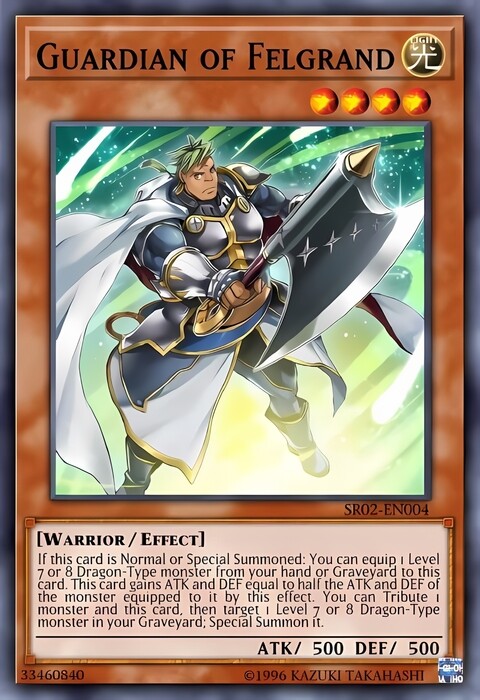 GUARDIAN OF FELGRAND
LIGHT
光
SR02-EN004
[WARRIOR / EFFECT]
If this card is Normal or Special Summoned: You can equip 1 Level
7 or 8 Dragon-Type monster from your hand or Graveyard to this
card. This card gains ATK and DEF equal to half the ATK and DEF of
the monster equipped to it by this effect. You can Tribute 1
monster and this card, then target 1 Level 7 or 8 Dragon-Type
monster in your Graveyard; Special Summon it.
ATK/ 500 DEF/ 500
33460840
©1996 KAZUKI TAKAHASHI